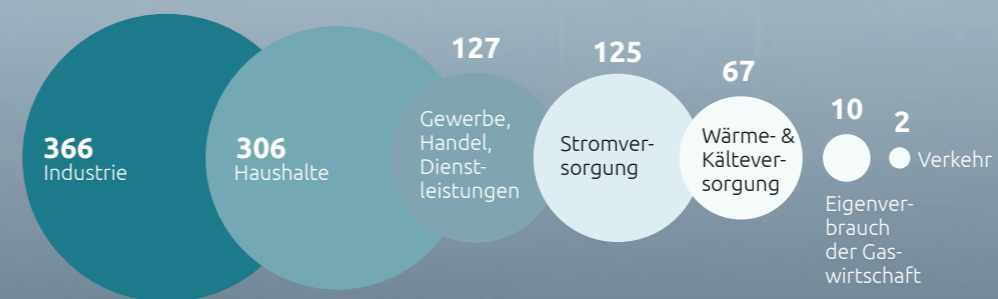 366
Industrie
306
Haushalte
127
Gewerbe,
Handel,
Dienst-
leistungen
125
Stromver-
sorgung
67
Wärme- &
Kältever-
sorgung
10
Eigenver-
brauch
der Gas-
wirtschaft
2
Verkehr